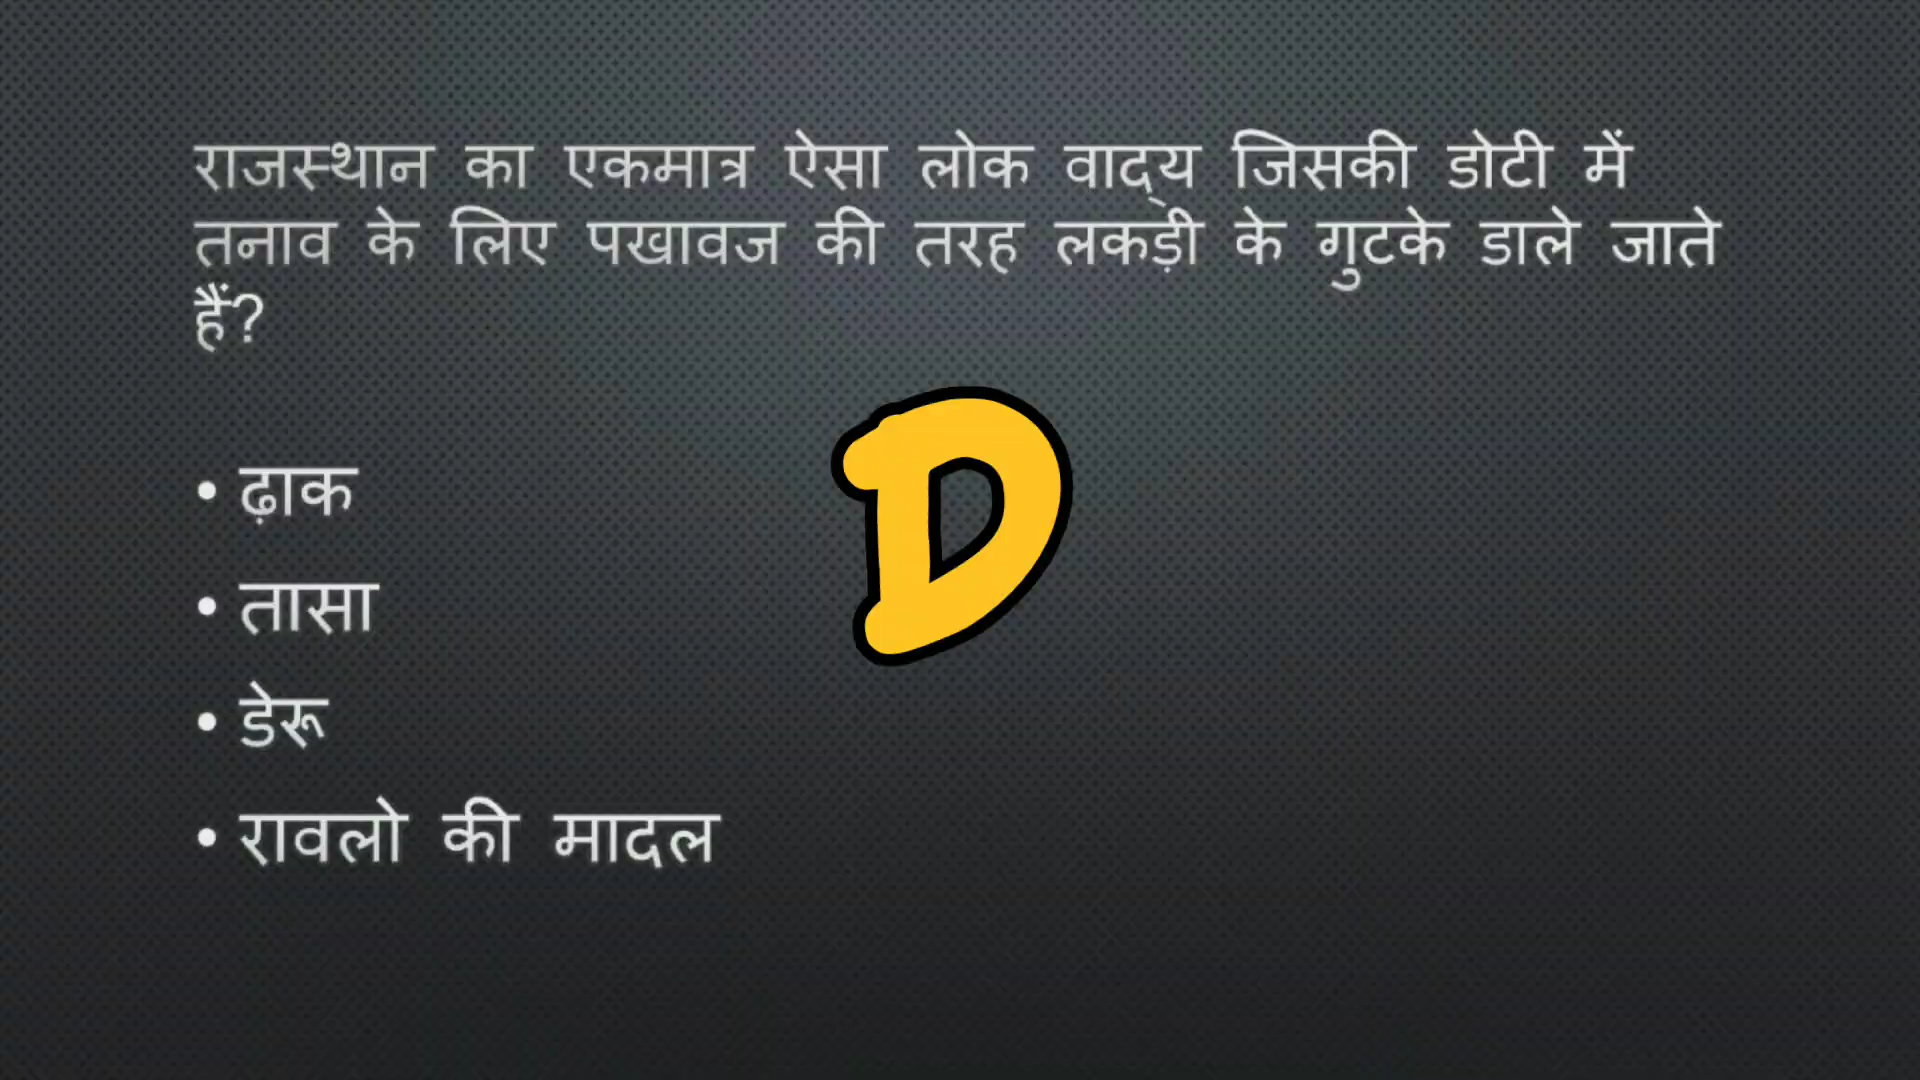 राजस्थान का एकमात्र ऐसा लोक वाद्य जिसकी डोटी में
तनाव के लिए पखावज की तरह लकड़ी के गुटके डाले जाते
हैं?
D
• ढ़ाक
• तासा
• डेरू
• रावलो की मादल